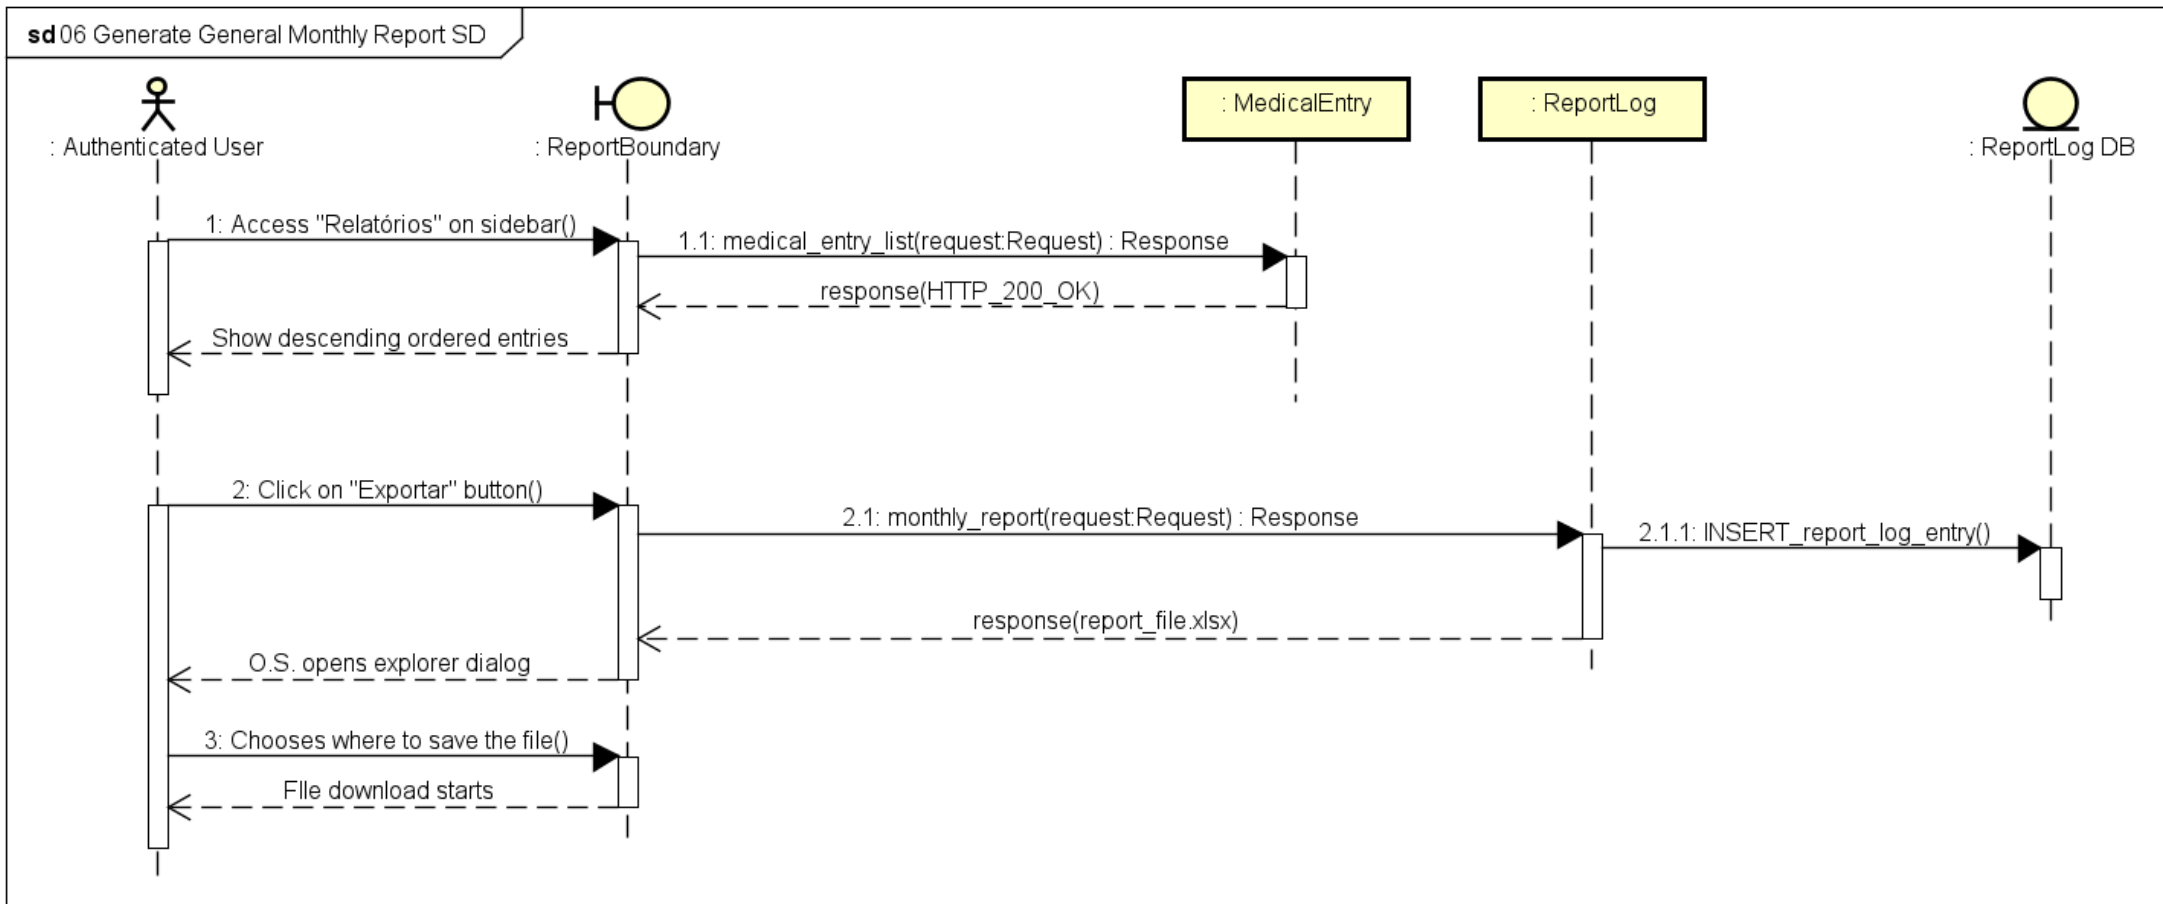 sd 06 Generate General Monthly Report SD
: Authenticated User
: ReportBoundary
: MedicalEntry
: ReportLog
: ReportLog DB
1: Access "Relatórios" on sidebar()
1.1: medical_entry_list(request:Request) : Response
response(HTTP_200_OK)
Show descending ordered entries
2: Click on "Exportar" button()
2.1: monthly_report(request:Request) : Response
2.1.1: INSERT_report_log_entry()
response(report_file.xlsx)
O.S. opens explorer dialog
3: Chooses where to save the file()
FIle download starts